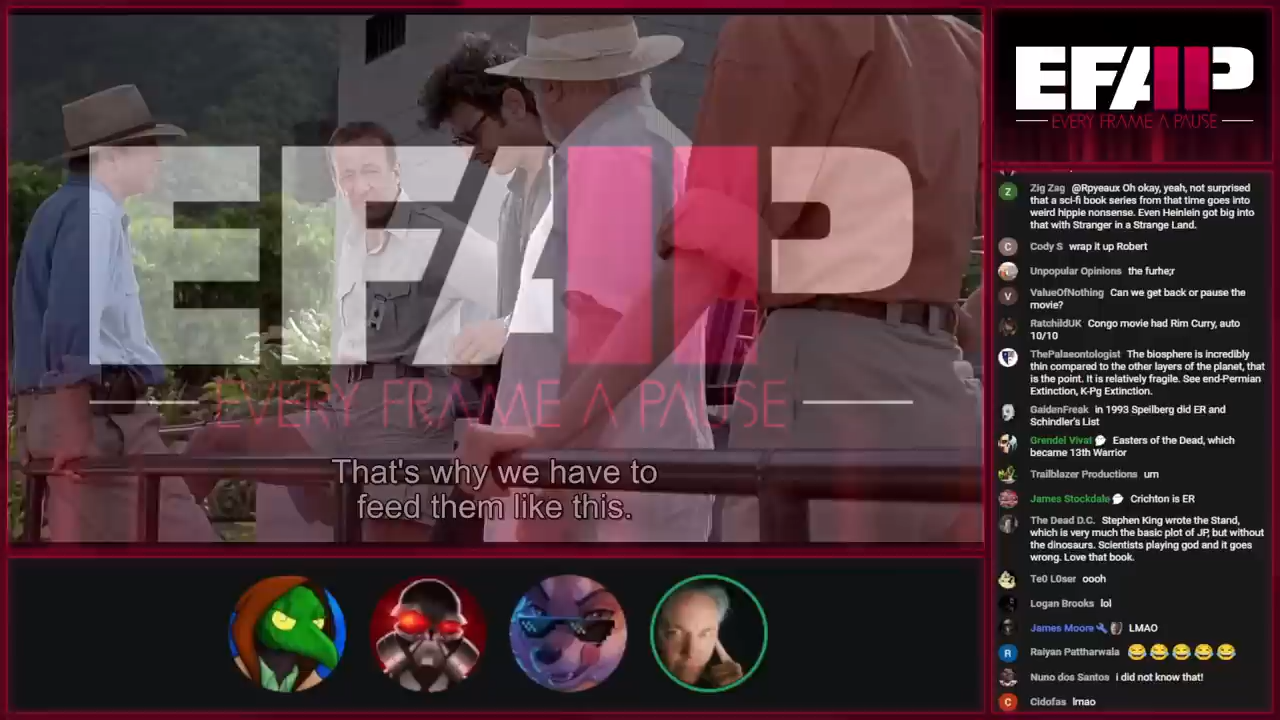 EFAP
EVERY FRAME A PAUSE
That's why we have to
feed them like this.
EFAP
EVERY FRAME A PAUSE
Z
Zig Zag @Rpyeaux Oh okay, yeah, not surprised
that a sci-fi book series from that time goes into
weird hippie nonsense. Even Heinlein got big into
that with Stranger in a Strange Land.
C
Cody S wrap it up Robert
Unpopular Opinions the furhe;r
V
ValueOfNothing Can we get back or pause the
movie?
RatchildUK Congo movie had Rim Curry, auto
10/10
ThePalaeontologist The biosphere is incredibly
thin compared to the other layers of the planet, that
is the point. It is relatively fragile. See end-Permian
Extinction, K-Pg Extinction.
GaidenFreak in 1993 Speilberg did ER and
Schindler's List
Grendel Vivat Easters of the Dead, which
became 13th Warrior
Trailblazer Productions um
James Stockdale Crichton is ER
The Dead D.C. Stephen King wrote the Stand,
which is very much the basic plot of JP, but without
the dinosaurs. Scientists playing god and it goes
wrong. Love that book.
Te0 L0ser oooh
Logan Brooks lol
James Moore LMAO
R
Raiyan Pattharwala 😂😂😂😂😂
Nuno dos Santos i did not know that!
C
Cidofas lmao